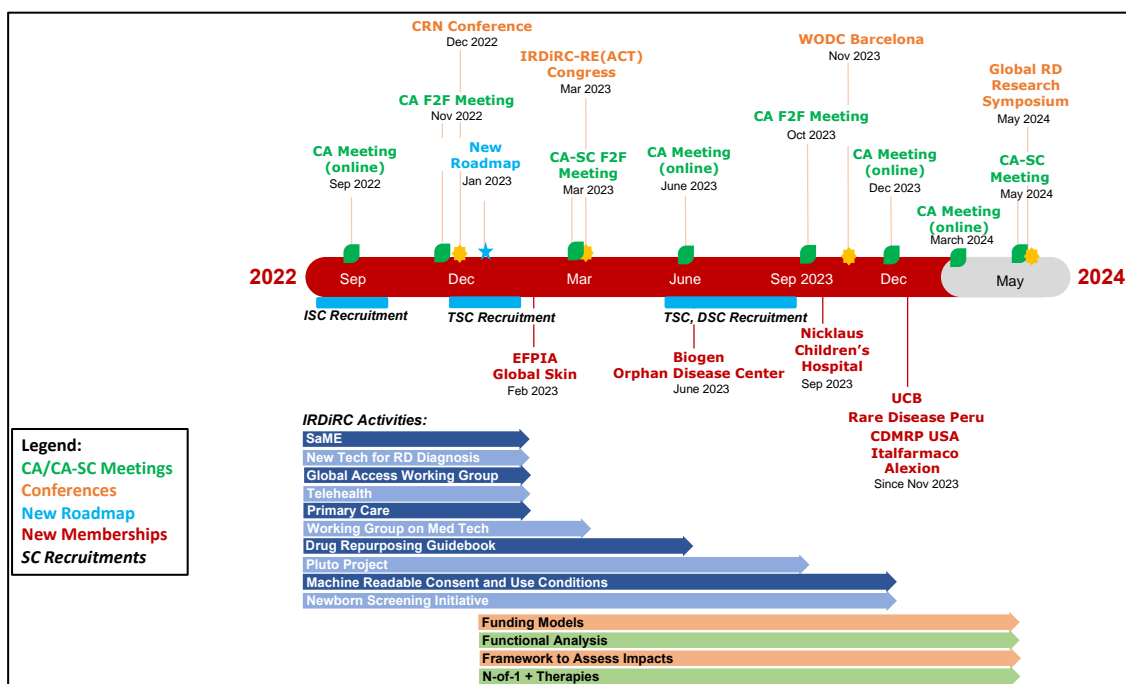 CRN Conference
Dec 2022
WODC Barcelona
Nov 2023
IRDiRC-RE(ACT)
Congress
Mar 2023
Global RD
Research
Symposium
May 2024
CA F2F Meeting
Nov 2022
CA F2F Meeting
Oct 2023
CA Meeting
(online)
Sep 2022
New
Roadmap
Jan 2023
CA-SC F2F
Meeting
Mar 2023
CA Meeting
(online)
June 2023
CA Meeting
(online)
Dec 2023
CA-SC
Meeting
May 2024
CA Meeting
(online)
March 2024
2022
Sep
Dec
Mar
June
Sep 2023
Dec
May
2024
ISC Recruitment
TSC Recruitment
TSC, DSC Recruitment
EFPIA
Global Skin
Feb 2023
Biogen
Orphan Disease Center
June 2023
Nicklaus
Children's
Hospital
Sep 2023
UCB
Rare Disease Peru
CDMRP USA
Italfarmaco
Alexion
Since Nov 2023
IRDiRC Activities:
SaME
New Tech for RD Diagnosis
Global Access Working Group
Telehealth
Primary Care
Working Group on Med Tech
Drug Repurposing Guidebook
Pluto Project
Machine Readable Consent and Use Conditions
Newborn Screening Initiative
Funding Models
Functional Analysis
Framework to Assess Impacts
N-of-1 + Therapies
Legend:
CA/CA-SC Meetings
Conferences
New Roadmap
New Memberships
SC Recruitments